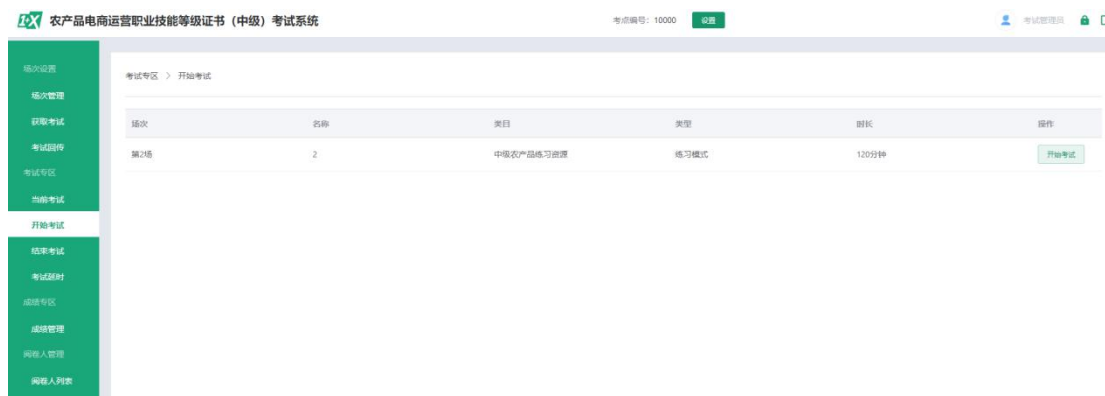 1+X 农产品电商运营职业技能等级证书（中级）考试系统
考点编号：10000 设置
考试管理员
场次设置
场次管理
获取考试
考试回传
考试专区
当前考试
开始考试
结束考试
考试延时
成绩专区
成绩管理
阅卷人管理
阅卷人列表
考试专区 > 开始考试
场次 名称 类目 类型 时长 操作
第2场 2 中级农产品练习资源 练习模式 120分钟 开始考试